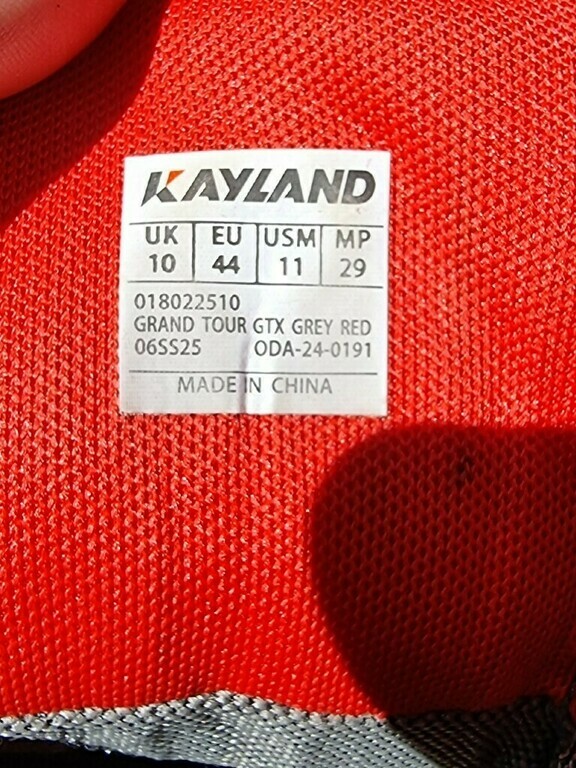 KAYLAND
UK EU USM MP
10 44 11 29
018022510
GRAND TOUR GTX GREY RED
06SS25 ODA-24-0191
MADE IN CHINA